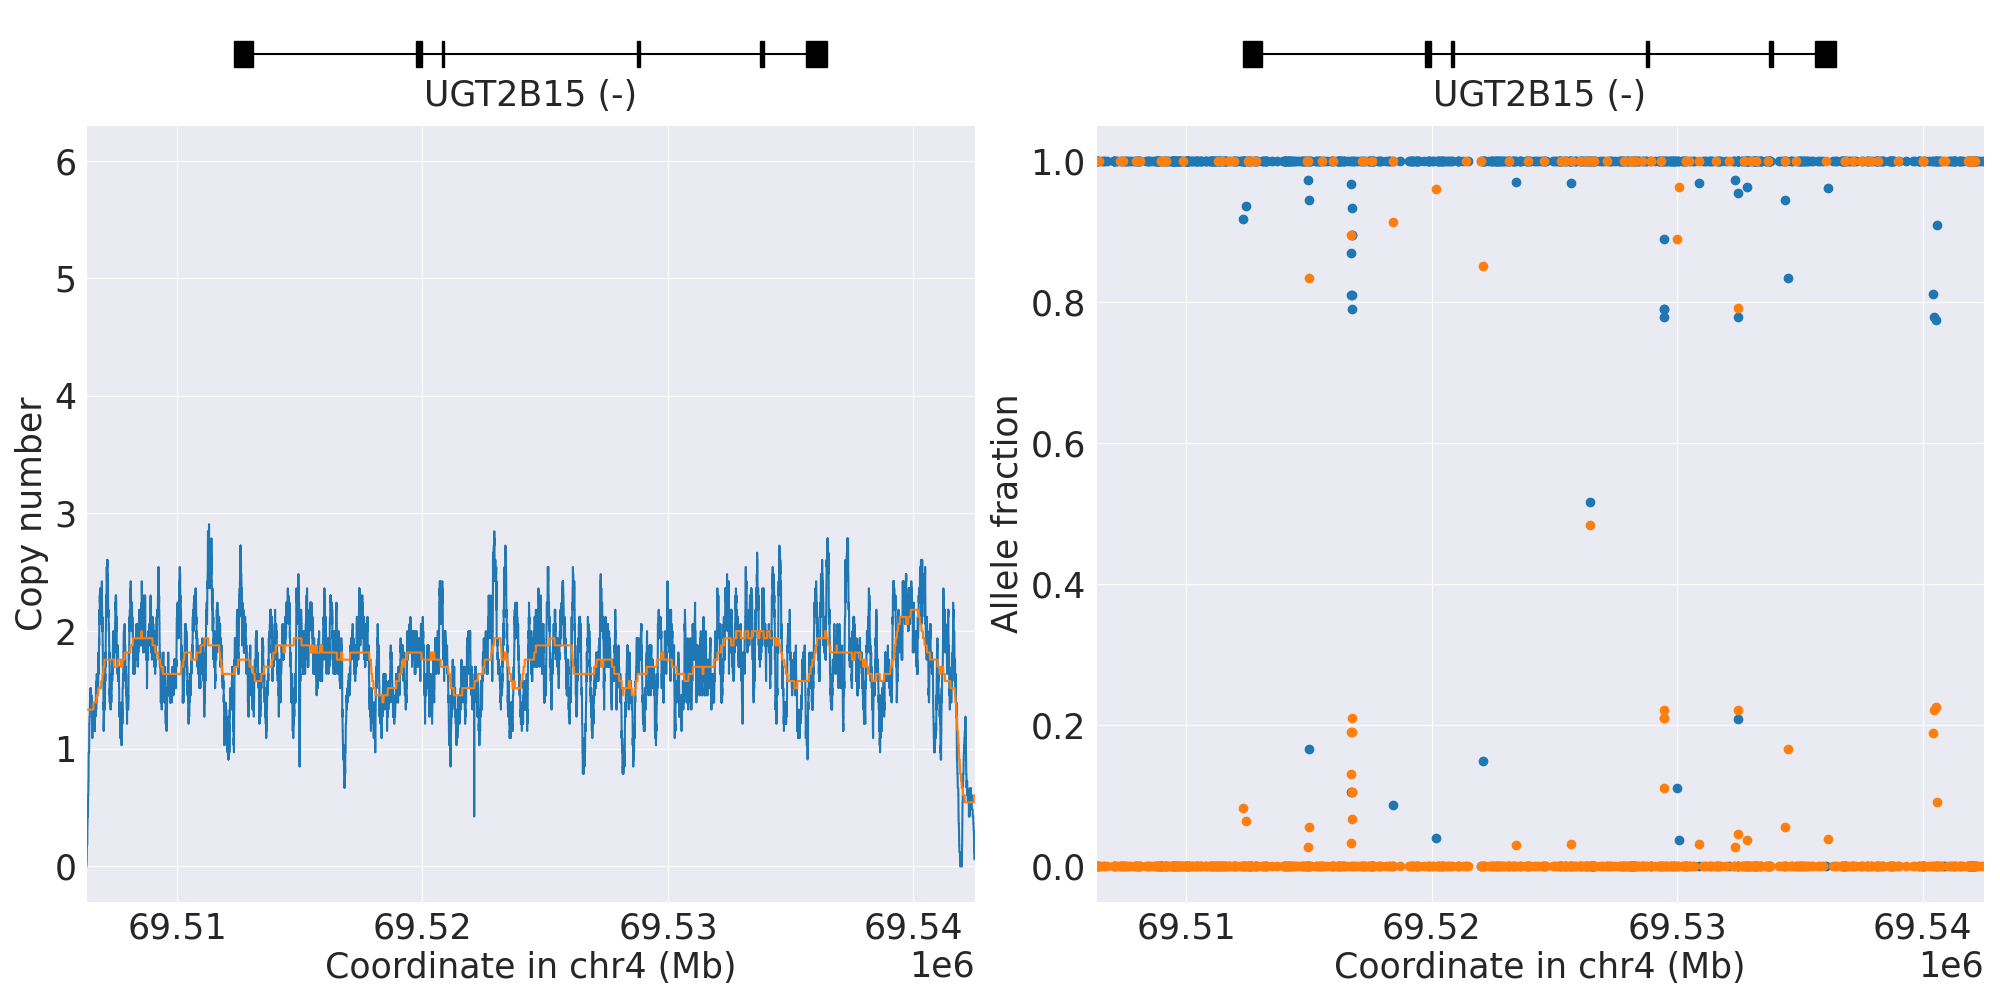 UGT2B15 (-)
6
5
4
3
2
1
0
Copy number
69.51 69.52 69.53 69.54
Coordinate in chr4 (Mb)
1e6
UGT2B15 (-)
1.0
0.8
0.6
0.4
0.2
0.0
Allele fraction
69.51 69.52 69.53 69.54
Coordinate in chr4 (Mb)
1e6